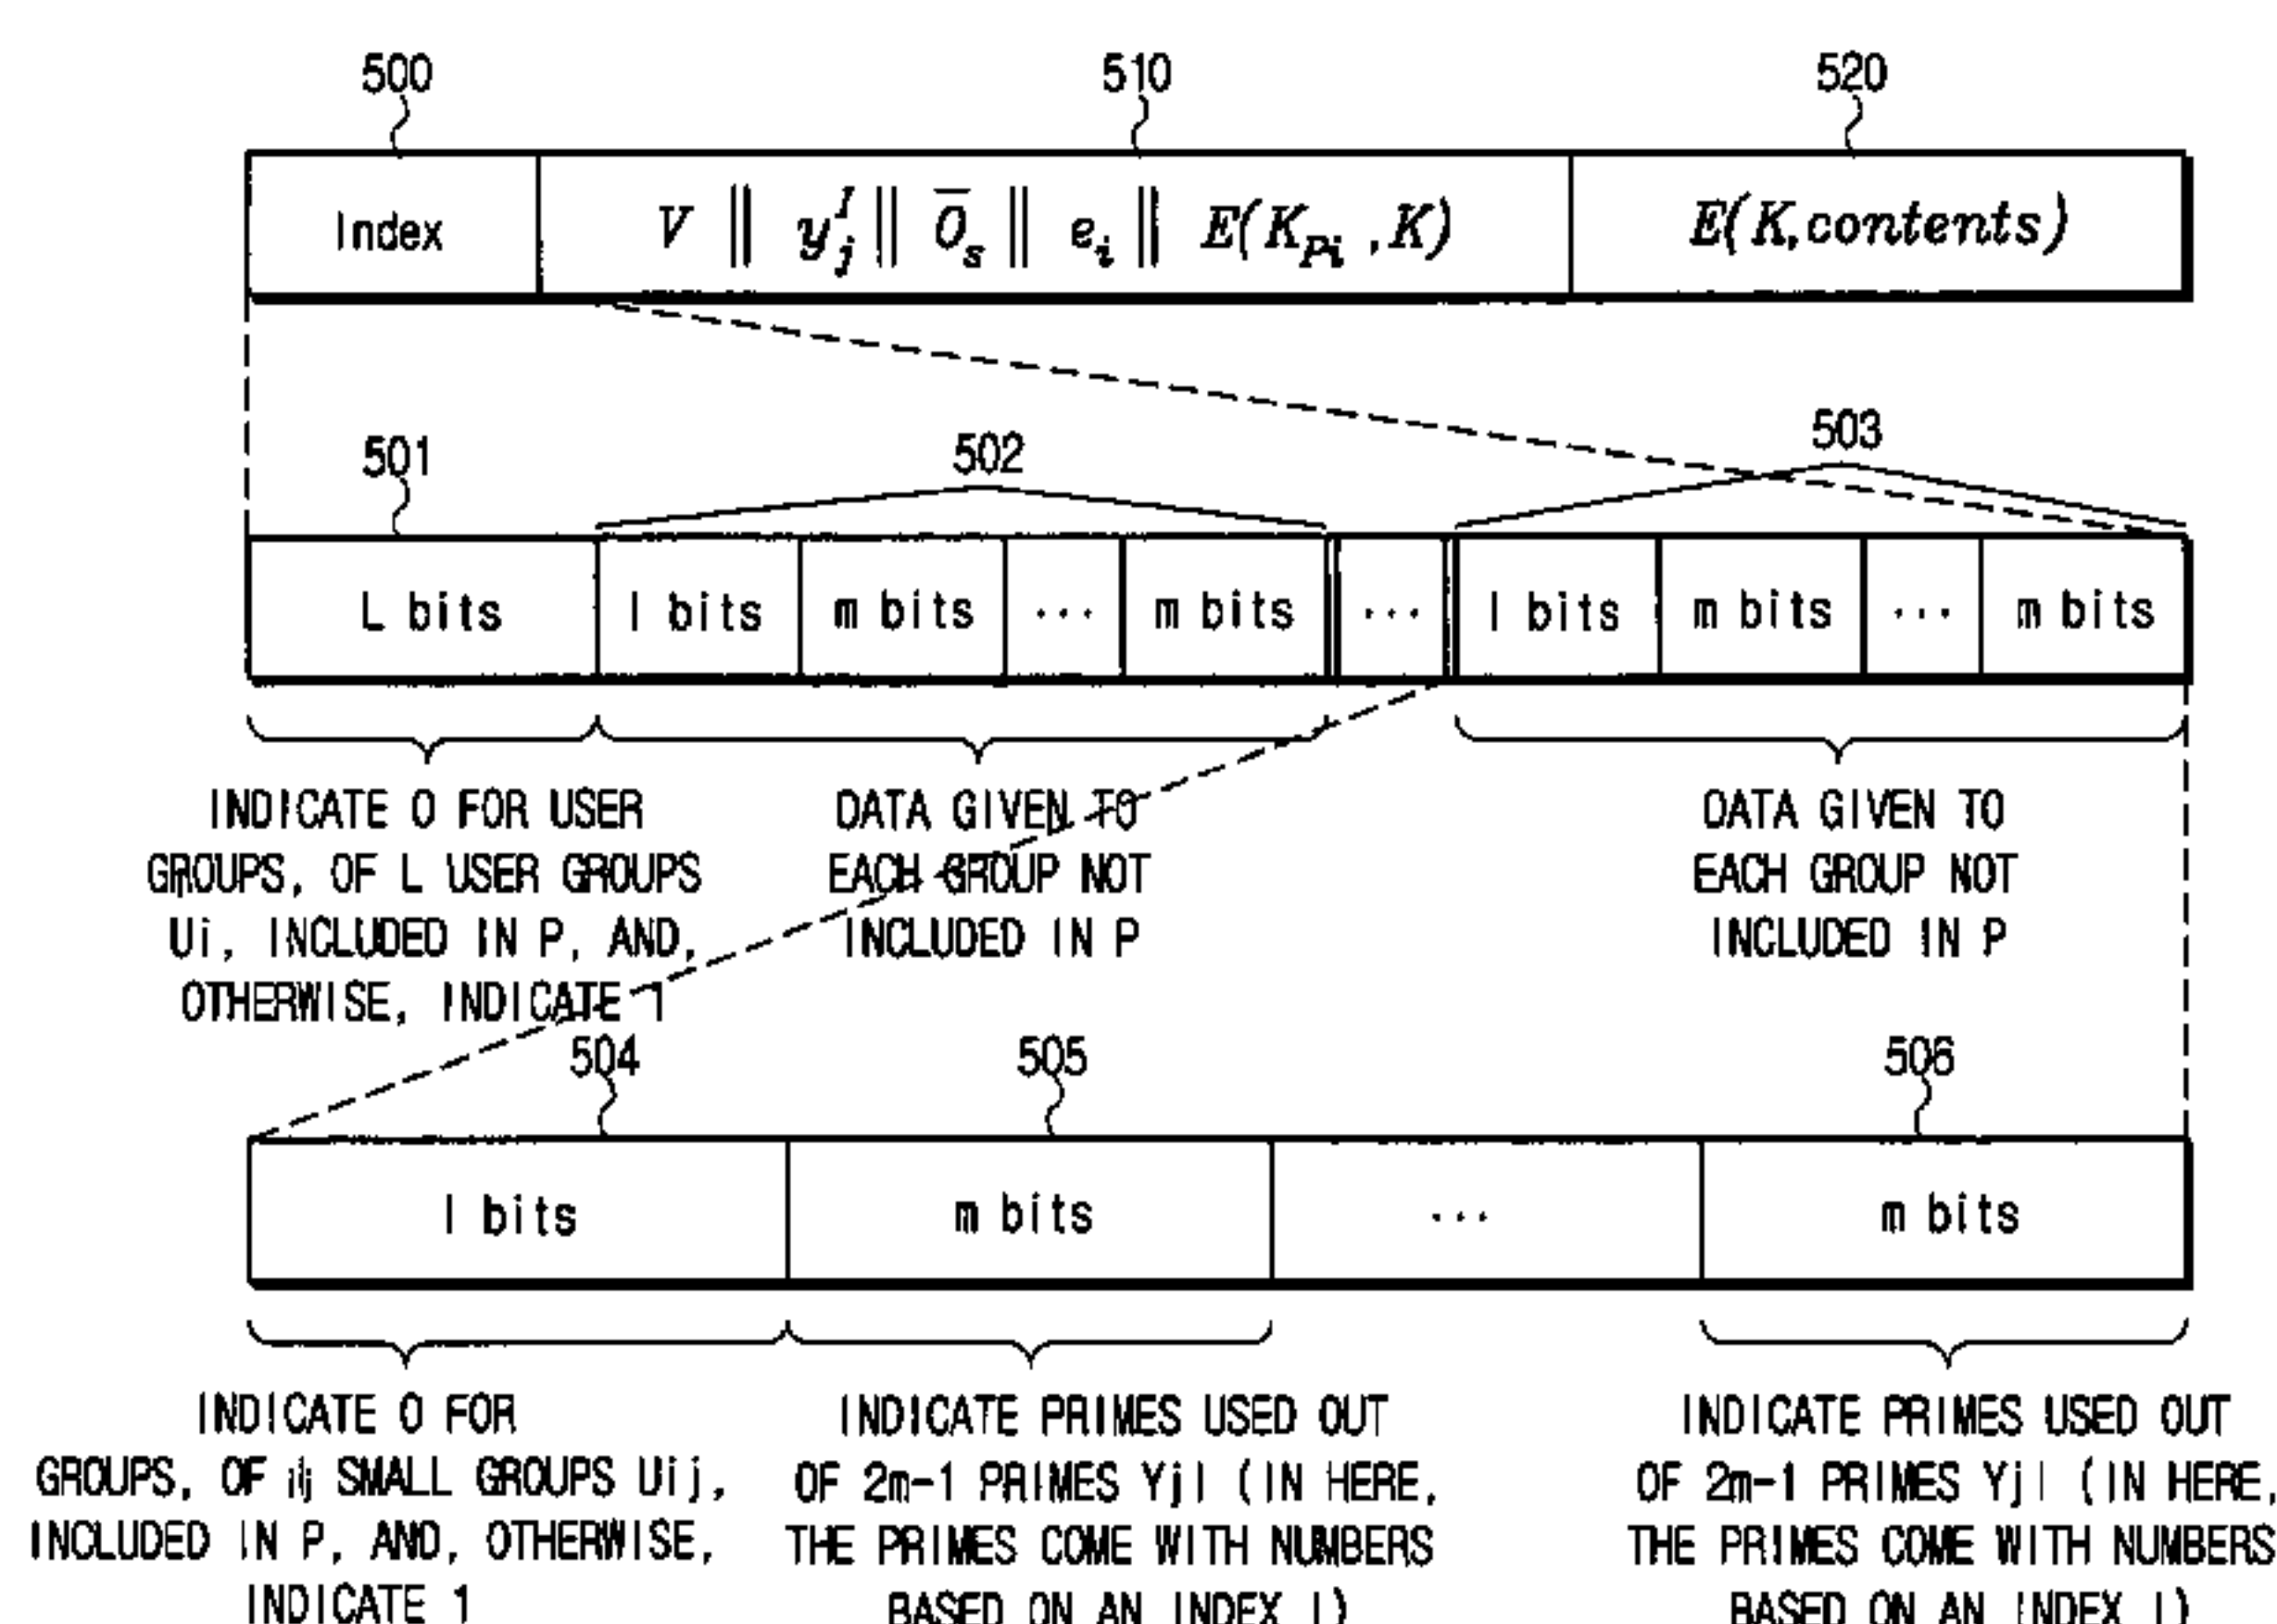 500 510 520
Index V || y_j^I || O̅_s || e_i || E(K_Pi ,K) E(K,contents)
501 502 503
L bits l bits m bits ... m bits ... l bits m bits ... m bits
INDICATE 0 FOR USER
GROUPS, OF L USER GROUPS
Ui, INCLUDED IN P, AND,
OTHERWISE, INDICATE 1
DATA GIVEN TO
EACH GROUP NOT
INCLUDED IN P
DATA GIVEN TO
EACH GROUP NOT
INCLUDED IN P
504 505 506
l bits m bits ... m bits
INDICATE 0 FOR
GROUPS, OF SMALL GROUPS Uij,
INCLUDED IN P, AND, OTHERWISE,
INDICATE 1
INDICATE PRIMES USED OUT
OF 2m-1 PRIMES YjI (IN HERE,
THE PRIMES COME WITH NUMBERS
BASED ON AN INDEX I)
INDICATE PRIMES USED OUT
OF 2m-1 PRIMES YjI (IN HERE,
THE PRIMES COME WITH NUMBERS
BASED ON AN INDEX I)